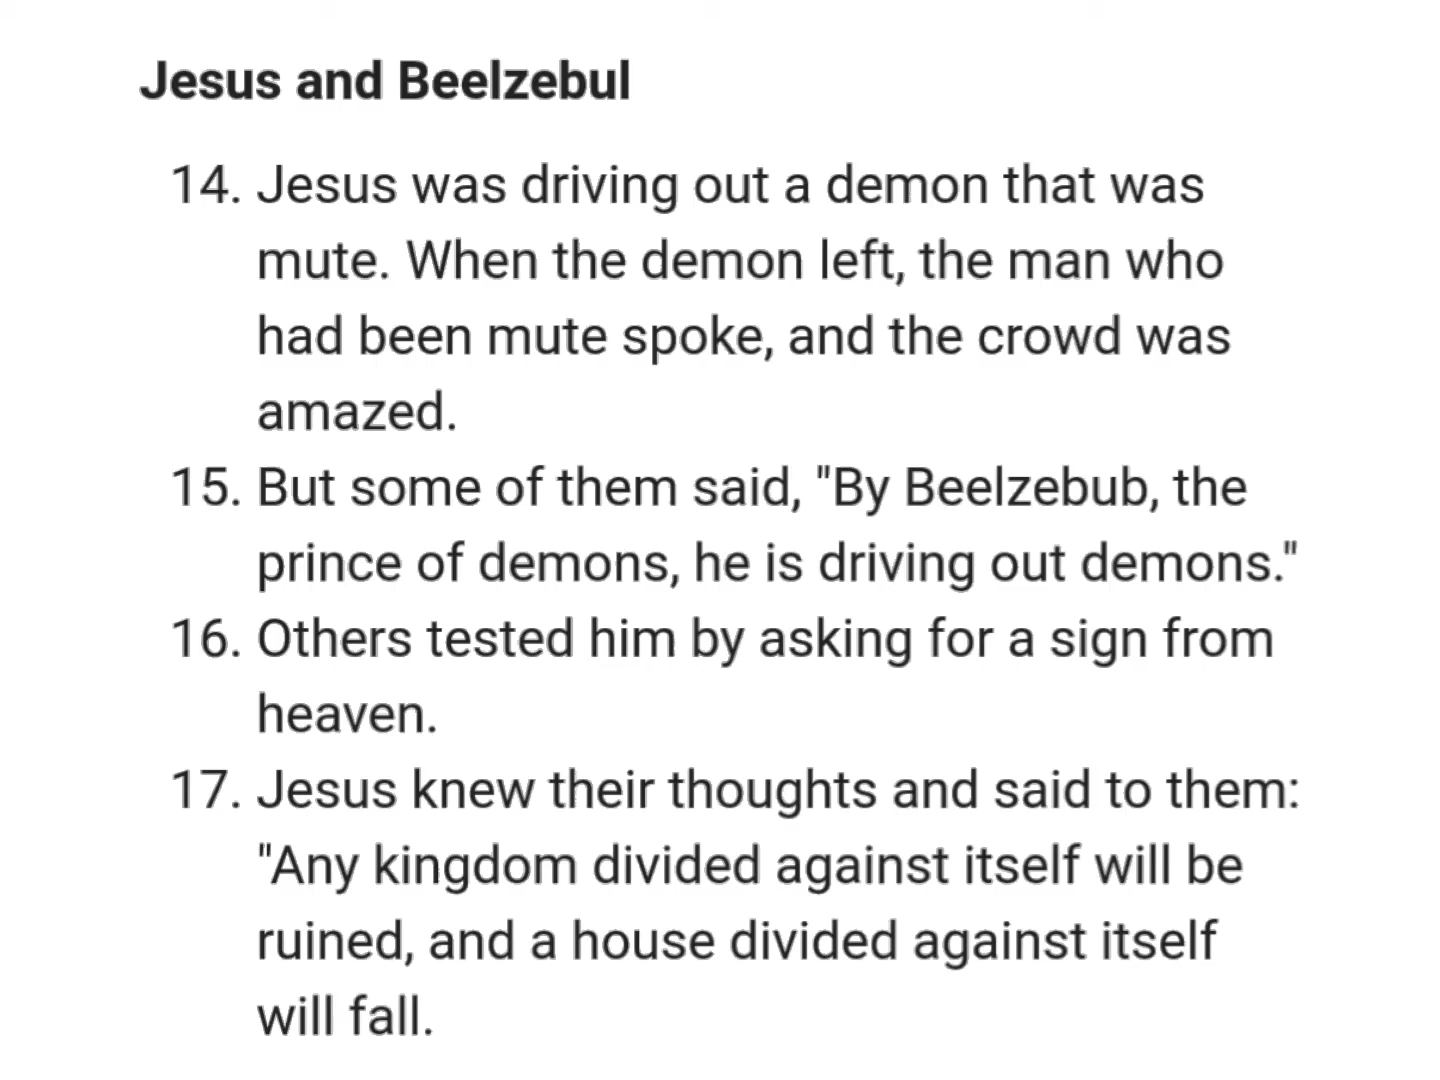 Jesus and Beelzebul
14. Jesus was driving out a demon that was
mute. When the demon left, the man who
had been mute spoke, and the crowd was
amazed.
15. But some of them said, "By Beelzebub, the
prince of demons, he is driving out demons."
16. Others tested him by asking for a sign from
heaven.
17. Jesus knew their thoughts and said to them:
"Any kingdom divided against itself will be
ruined, and a house divided against itself
will fall.